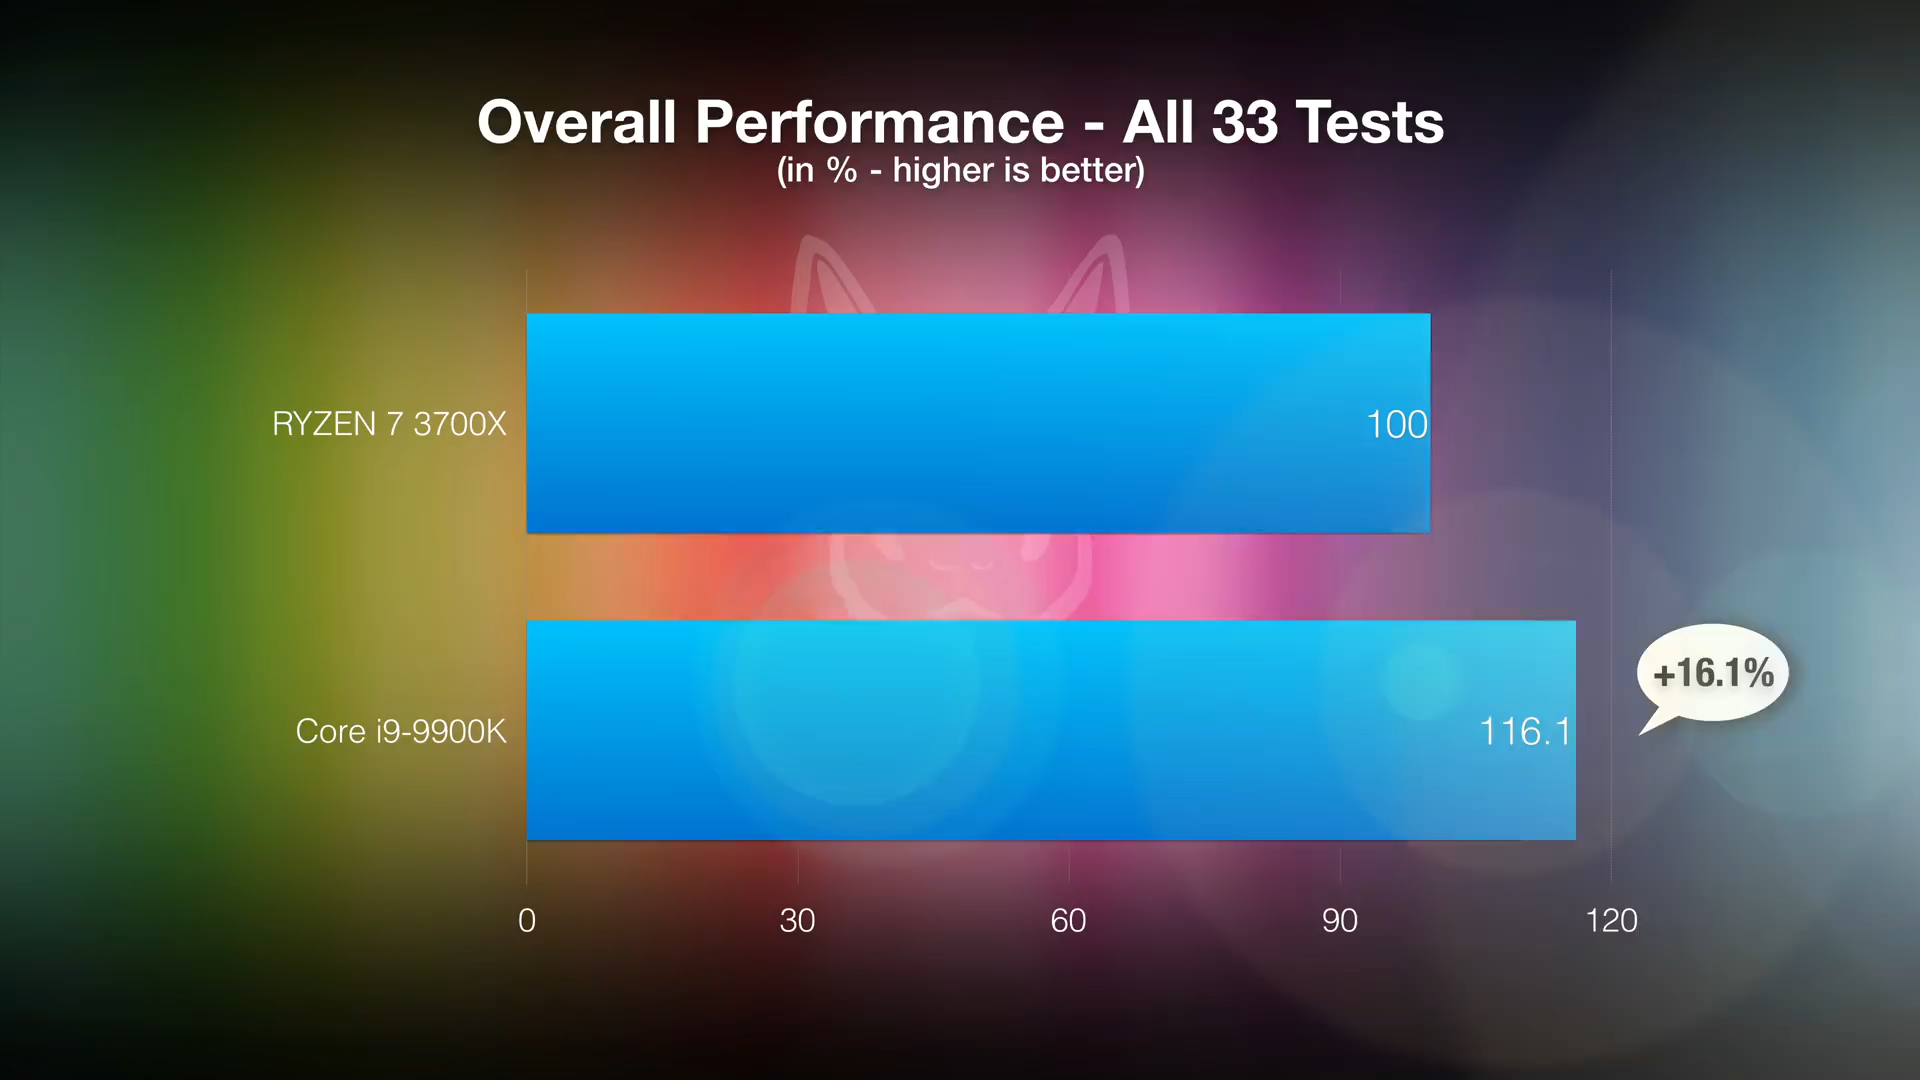 Overall Performance - All 33 Tests
(in % - higher is better)
RYZEN 7 3700X
100
+16.1%
Core i9-9900K
116.1
0 30 60 90 120